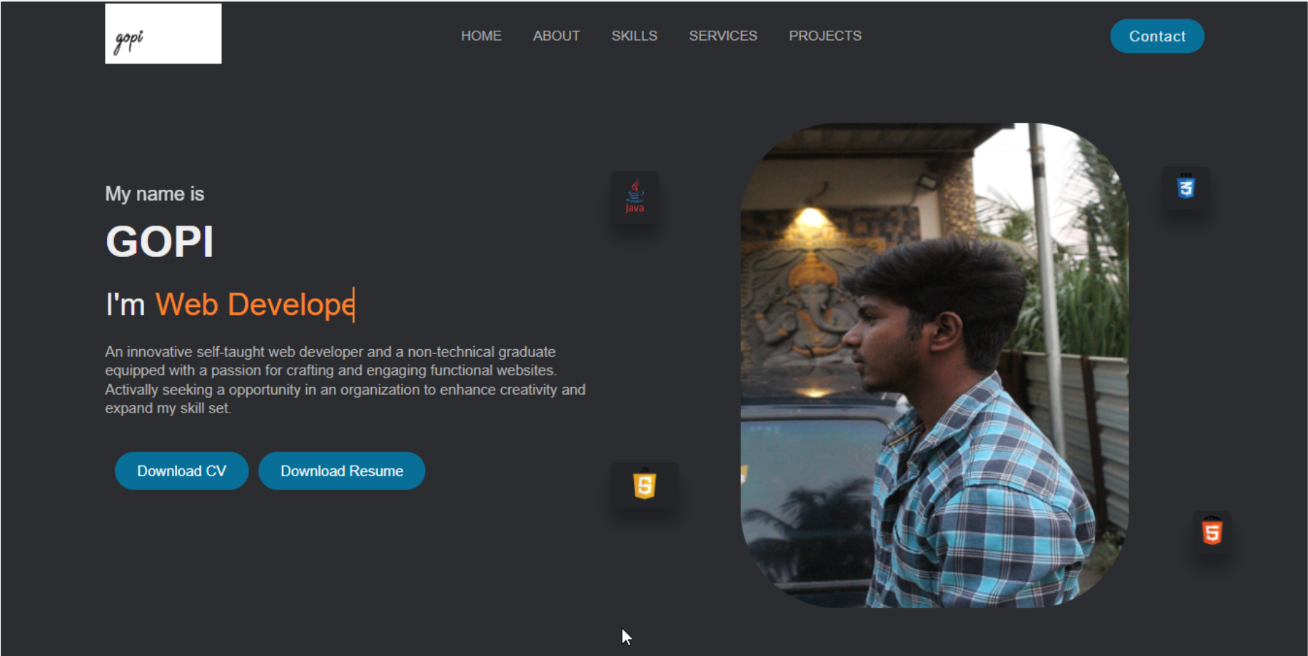 gopi
HOME ABOUT SKILLS SERVICES PROJECTS Contact
My name is
GOPI
I'm Web Develope
An innovative self-taught web developer and a non-technical graduate
equipped with a passion for crafting and engaging functional websites.
Activally seeking a opportunity in an organization to enhance creativity and
expand my skill set.
Download CV Download Resume
Java
3
5